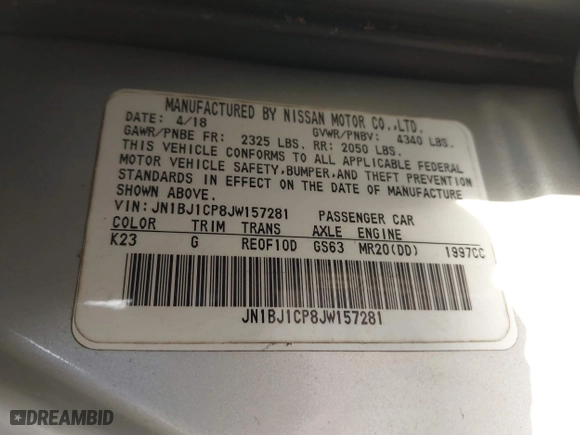 MANUFACTURED BY NISSAN MOTOR CO.,LTD.
DATE: 4/18 GVWR/PNBV: 4340 LBS.
GAWR/PNBE FR: 2325 LBS. RR: 2050 LBS.
THIS VEHICLE CONFORMS TO ALL APPLICABLE FEDERAL
MOTOR VEHICLE SAFETY,BUMPER,AND THEFT PREVENTION
STANDARDS IN EFFECT ON THE DATE OF MANUFACTURE
SHOWN ABOVE.
VIN:JN1BJ1CP8JW157281 PASSENGER CAR
COLOR TRIM TRANS AXLE ENGINE
K23 G REOF10D GS63 MR20(DD) 1997CC
JN1BJ1CP8JW157281
DREAMBID